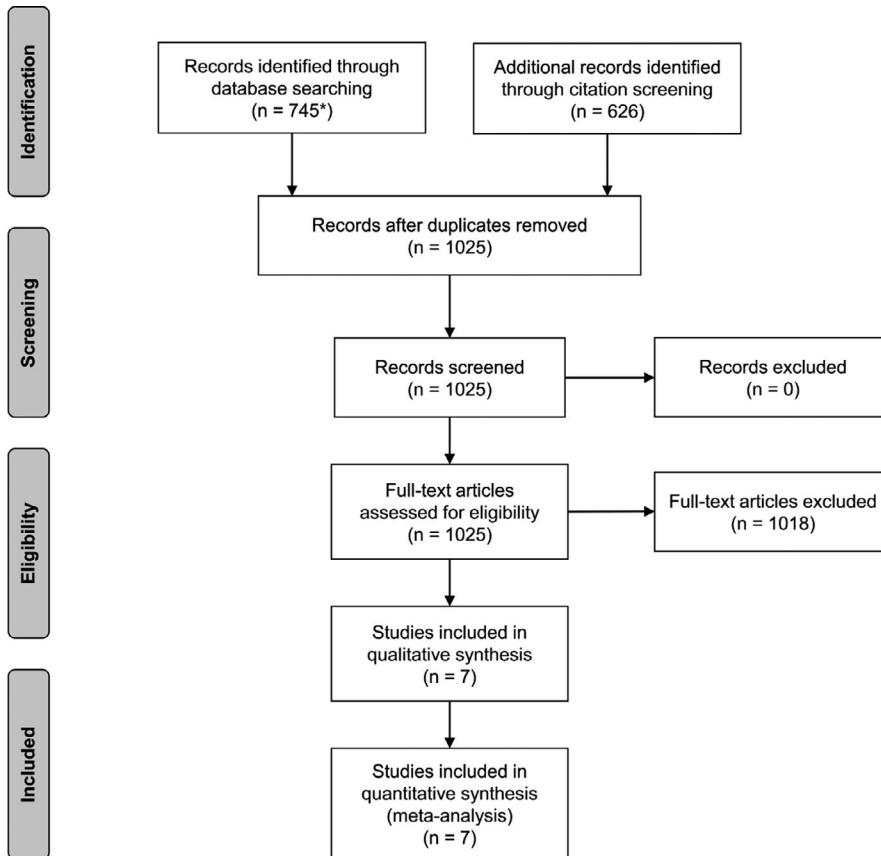 Identification
Records identified through
database searching
(n = 745*)
Additional records identified
through citation screening
(n = 626)
Records after duplicates removed
(n = 1025)
Screening
Records screened
(n = 1025)
Records excluded
(n = 0)
Eligibility
Full-text articles
assessed for eligibility
(n = 1025)
Full-text articles excluded
(n = 1018)
Studies included in
qualitative synthesis
(n = 7)
Included
Studies included in
quantitative synthesis
(meta-analysis)
(n = 7)